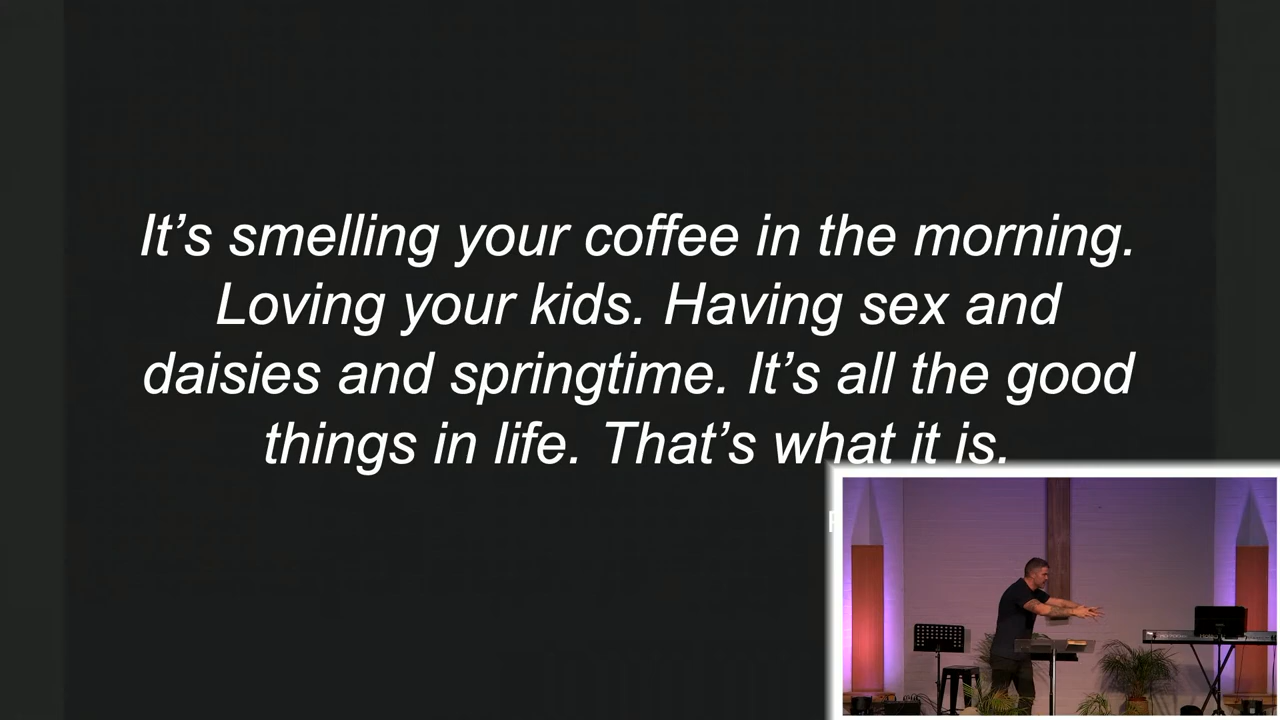 It’s smelling your coffee in the morning.
Loving your kids. Having sex and
daisies and springtime. It’s all the good
things in life. That’s what it is.